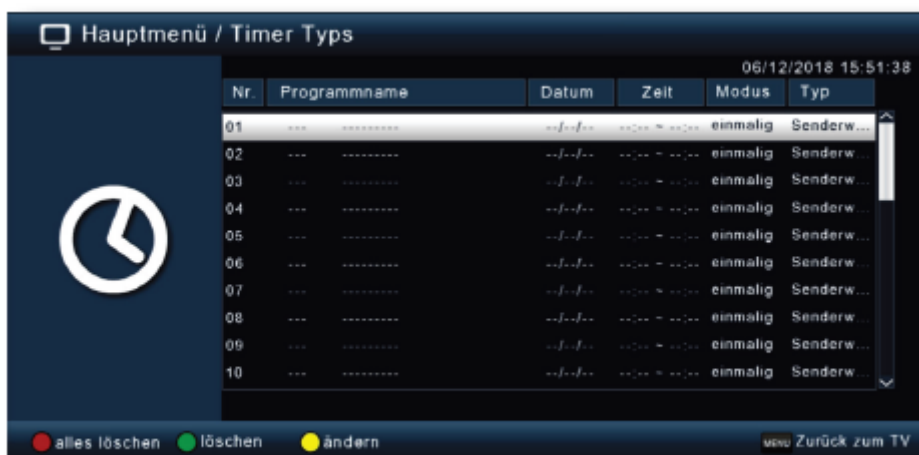 Hauptmenü / Timer Typs
06/12/2018 15:51:38
Nr. Programmname Datum Zeit Modus Typ
01 --- --------- --/--/-- --:-- ~ --:-- einmalig Senderw...
02 --- --------- --/--/-- --:-- ~ --:-- einmalig Senderw...
03 --- --------- --/--/-- --:-- ~ --:-- einmalig Senderw...
04 --- --------- --/--/-- --:-- ~ --:-- einmalig Senderw...
05 --- --------- --/--/-- --:-- ~ --:-- einmalig Senderw...
06 --- --------- --/--/-- --:-- ~ --:-- einmalig Senderw...
07 --- --------- --/--/-- --:-- ~ --:-- einmalig Senderw...
08 --- --------- --/--/-- --:-- ~ --:-- einmalig Senderw...
09 --- --------- --/--/-- --:-- ~ --:-- einmalig Senderw...
10 --- --------- --/--/-- --:-- ~ --:-- einmalig Senderw...
alles löschen löschen ändern MENU Zurück zum TV